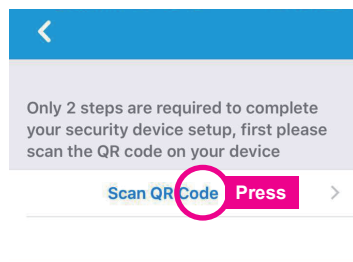 Only 2 steps are required to complete
your security device setup, first please
scan the QR code on your device
Scan QR Code Press